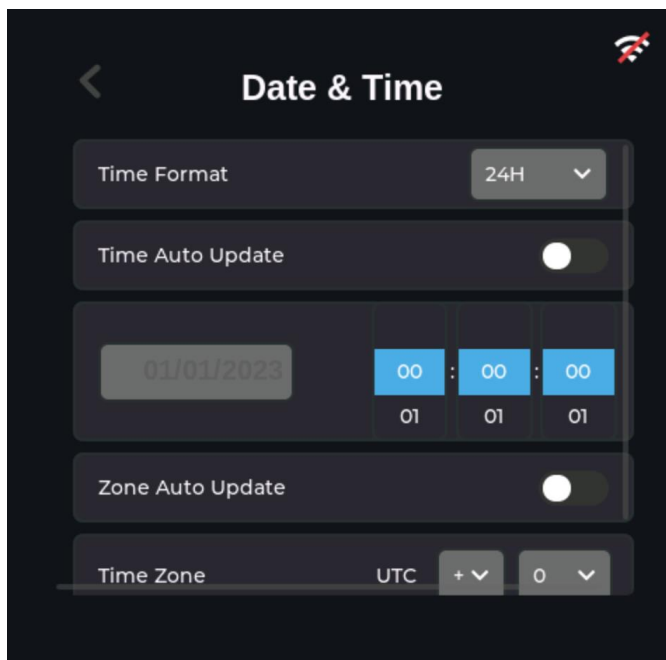 Date & Time
Time Format 24H
Time Auto Update
01/01/2023 00 : 00 : 00
01 01 01
Zone Auto Update
Time Zone UTC + 0